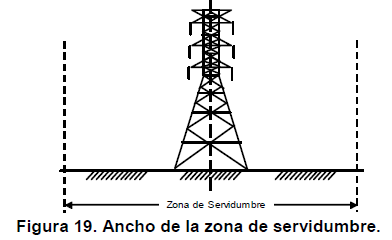 Zona de Servidumbre
Figura 19. Ancho de la zona de servidumbre.